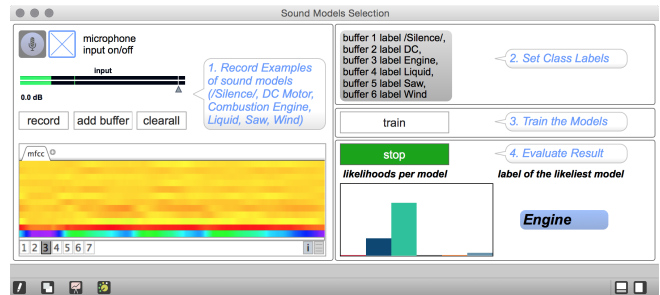 Sound Models Selection
microphone
input on/off
input
0.0 dB
1. Record Examples
of sound models
(/Silence/, DC Motor,
Combustion Engine,
Liquid, Saw, Wind)
record
add buffer
clearall
mfcc
1 2 3 4 5 6 7
i
buffer 1 label /Silence/,
buffer 2 label DC,
buffer 3 label Engine,
buffer 4 label Liquid,
buffer 5 label Saw,
buffer 6 label Wind
2. Set Class Labels
train
3. Train the Models
stop
4. Evaluate Result
likelihoods per model
label of the likeliest model
Engine